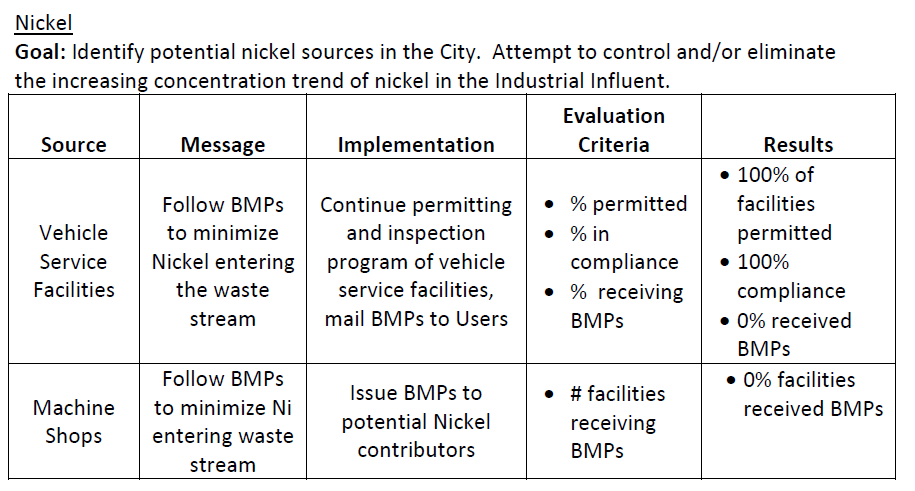 Nickel
Goal: Identify potential nickel sources in the City.  Attempt to control and/or eliminate
the increasing concentration trend of nickel in the Industrial Influent.
Source
Message
Implementation
Evaluation
Criteria
Results
Vehicle
Service
Facilities
Follow BMPs
to minimize
Nickel entering
the waste
stream
Continue permitting
and inspection
program of vehicle
service facilities,
mail BMPs to Users
• % permitted
• % in
compliance
• %  receiving
BMPs
• 100% of
facilities
permitted
• 100%
compliance
• 0% received
BMPs
Machine
Shops
Follow BMPs
to minimize Ni
entering waste
stream
Issue BMPs to
potential Nickel
contributors
• # facilities
receiving
BMPs
• 0% facilities
received BMPs